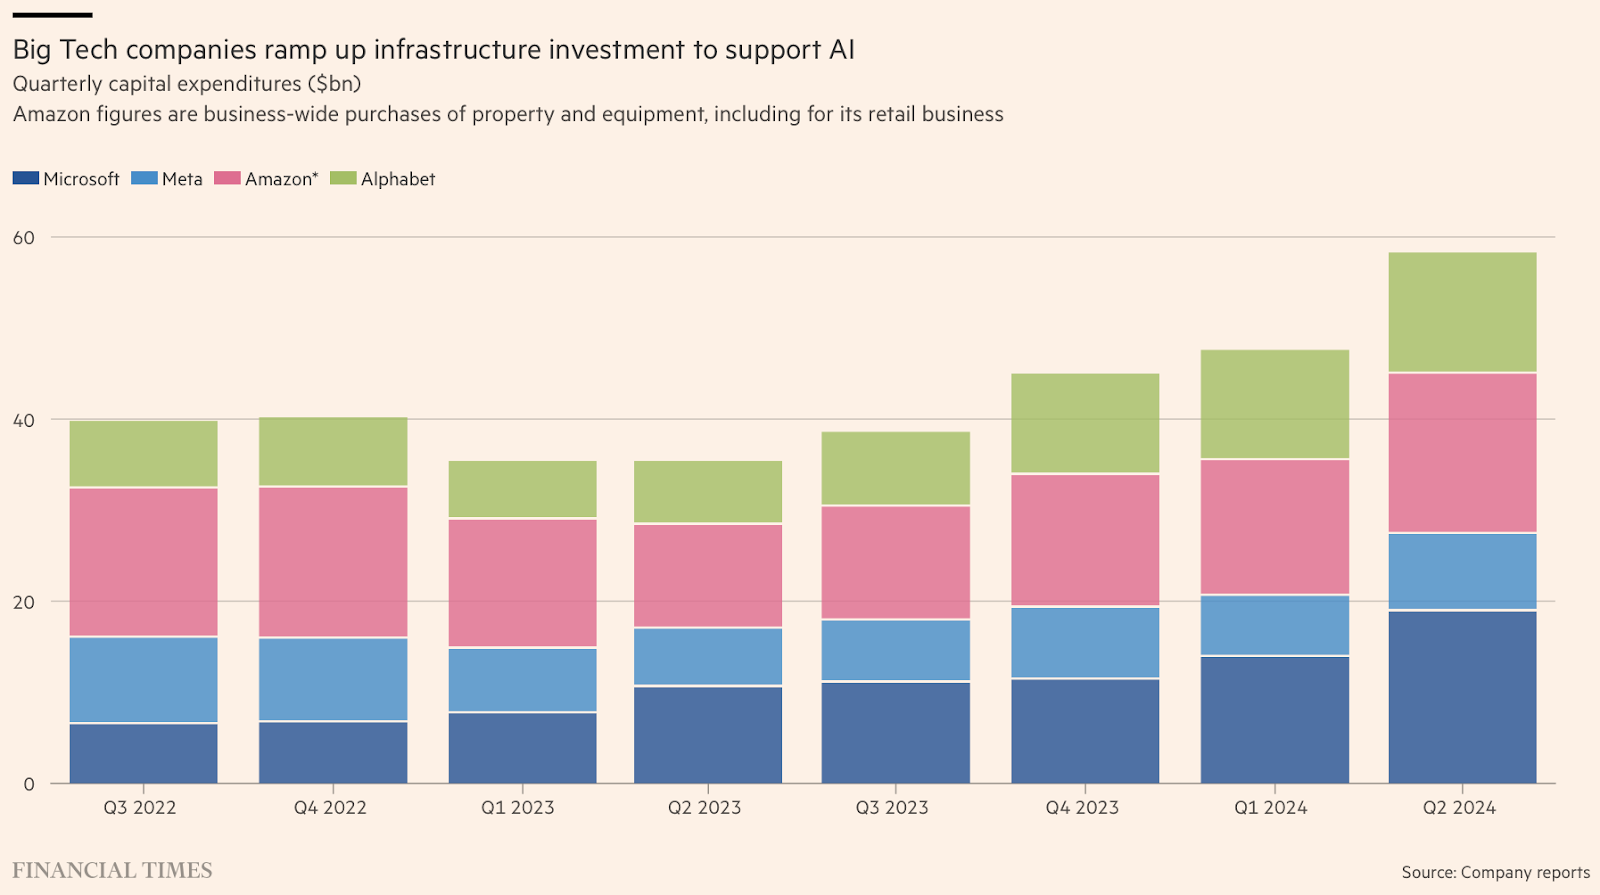 Big Tech companies ramp up infrastructure investment to support AI
Quarterly capital expenditures ($bn)
Amazon figures are business-wide purchases of property and equipment, including for its retail business
Microsoft Meta Amazon* Alphabet
60
40
20
0
Q3 2022 Q4 2022 Q1 2023 Q2 2023 Q3 2023 Q4 2023 Q1 2024 Q2 2024
FINANCIAL TIMES Source: Company reports